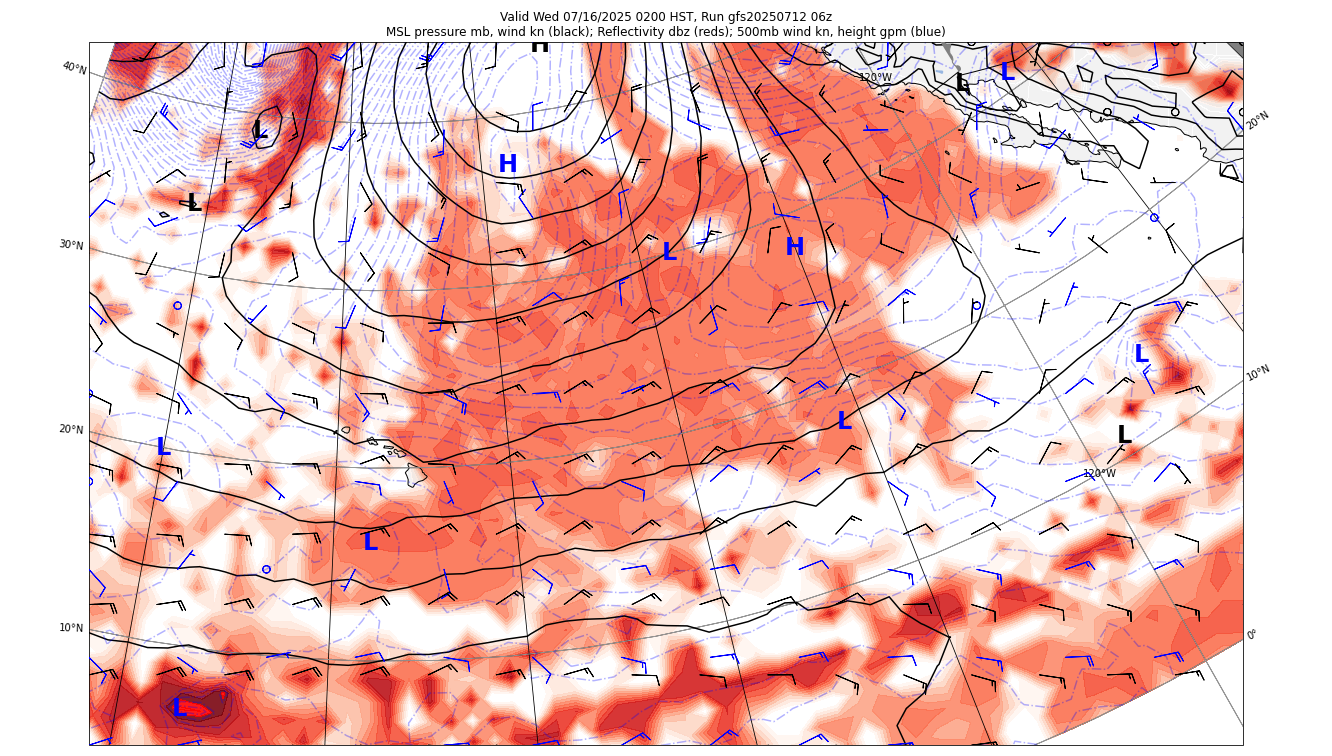 Valid Wed 07/16/2025 0200 HST, Run gfs20250712 06z
MSL pressure mb, wind kn (black); Reflectivity dbz (reds); 500mb wind kn, height gpm (blue)
H
40°N
120°W
L
L
20°N
L
H
L
30°N
L
H
L
10°N
L
20°N
L
L
120°W
L
10°N
0°
L